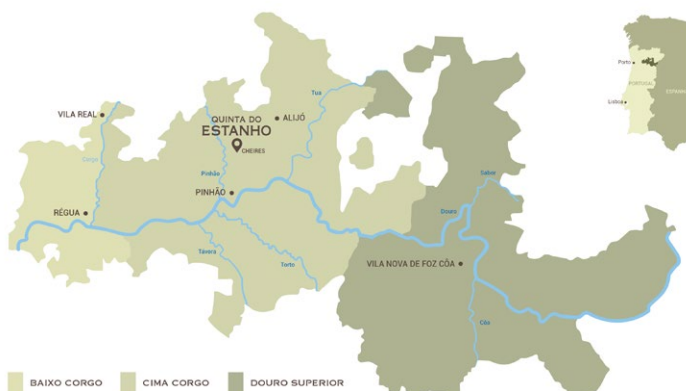 Porto
PORTUGAL
ESPANHA
Lisboa
Tua
VILA REAL
QUINTA DO
ESTANHO
ALIJÓ
CHEIRES
Corgo
Pinhão
Sabor
PINHÃO
RÉGUA
Douro
Távora
Torto
VILA NOVA DE FOZ CÔA
Côa
BAIXO CORGO
CIMA CORGO
DOURO SUPERIOR